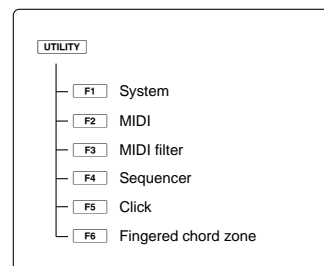 UTILITY
F1 System
F2 MIDI
F3 MIDI filter
F4 Sequencer
F5 Click
F6 Fingered chord zone